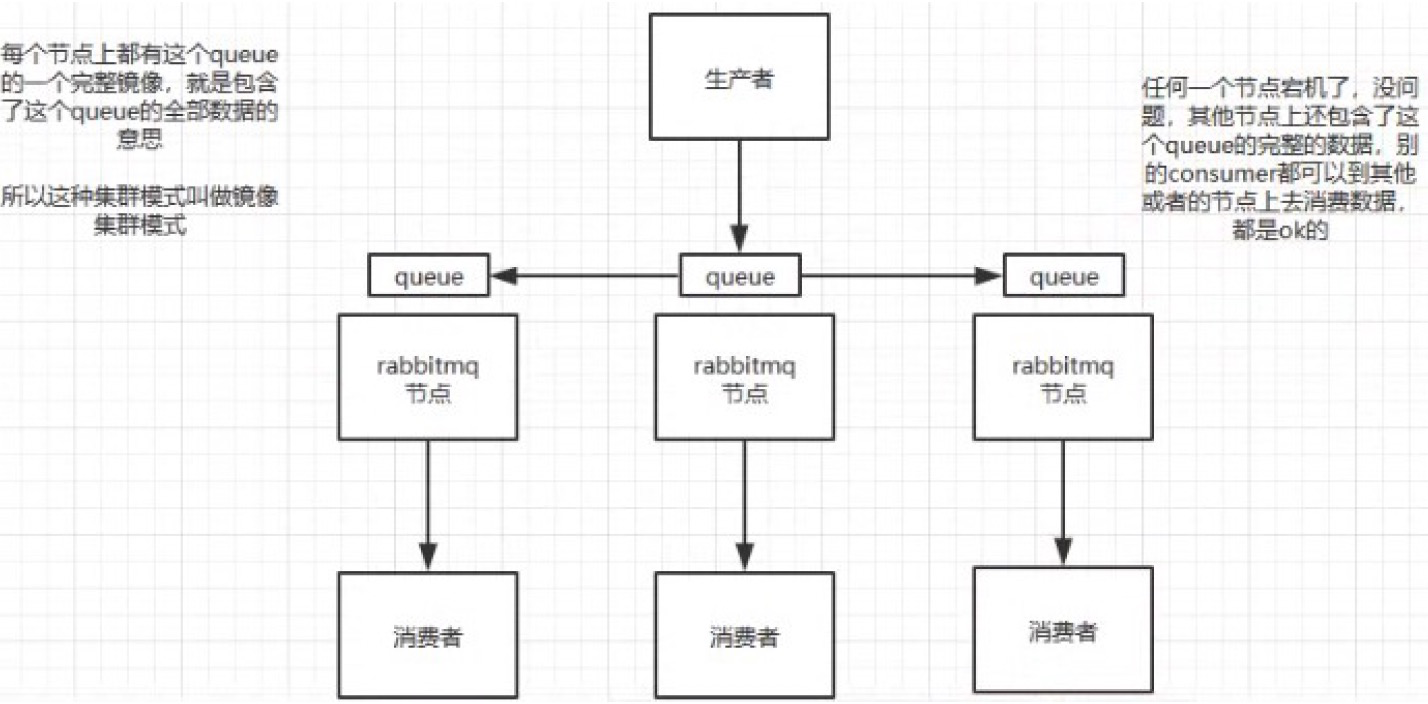 每个节点上都有这个queue
的一个完整镜像，就是包含
了这个queue的全部数据的
意思
所以这种集群模式叫做镜像
集群模式
生产者
任何一个节点宕机了，没问
题，其他节点上还包含了这
个queue的完整的数据，别
的consumer都可以到其他
或者的节点上去消费数据，
都是ok的
queue
queue
queue
rabbitmq
节点
rabbitmq
节点
rabbitmq
节点
消费者
消费者
消费者